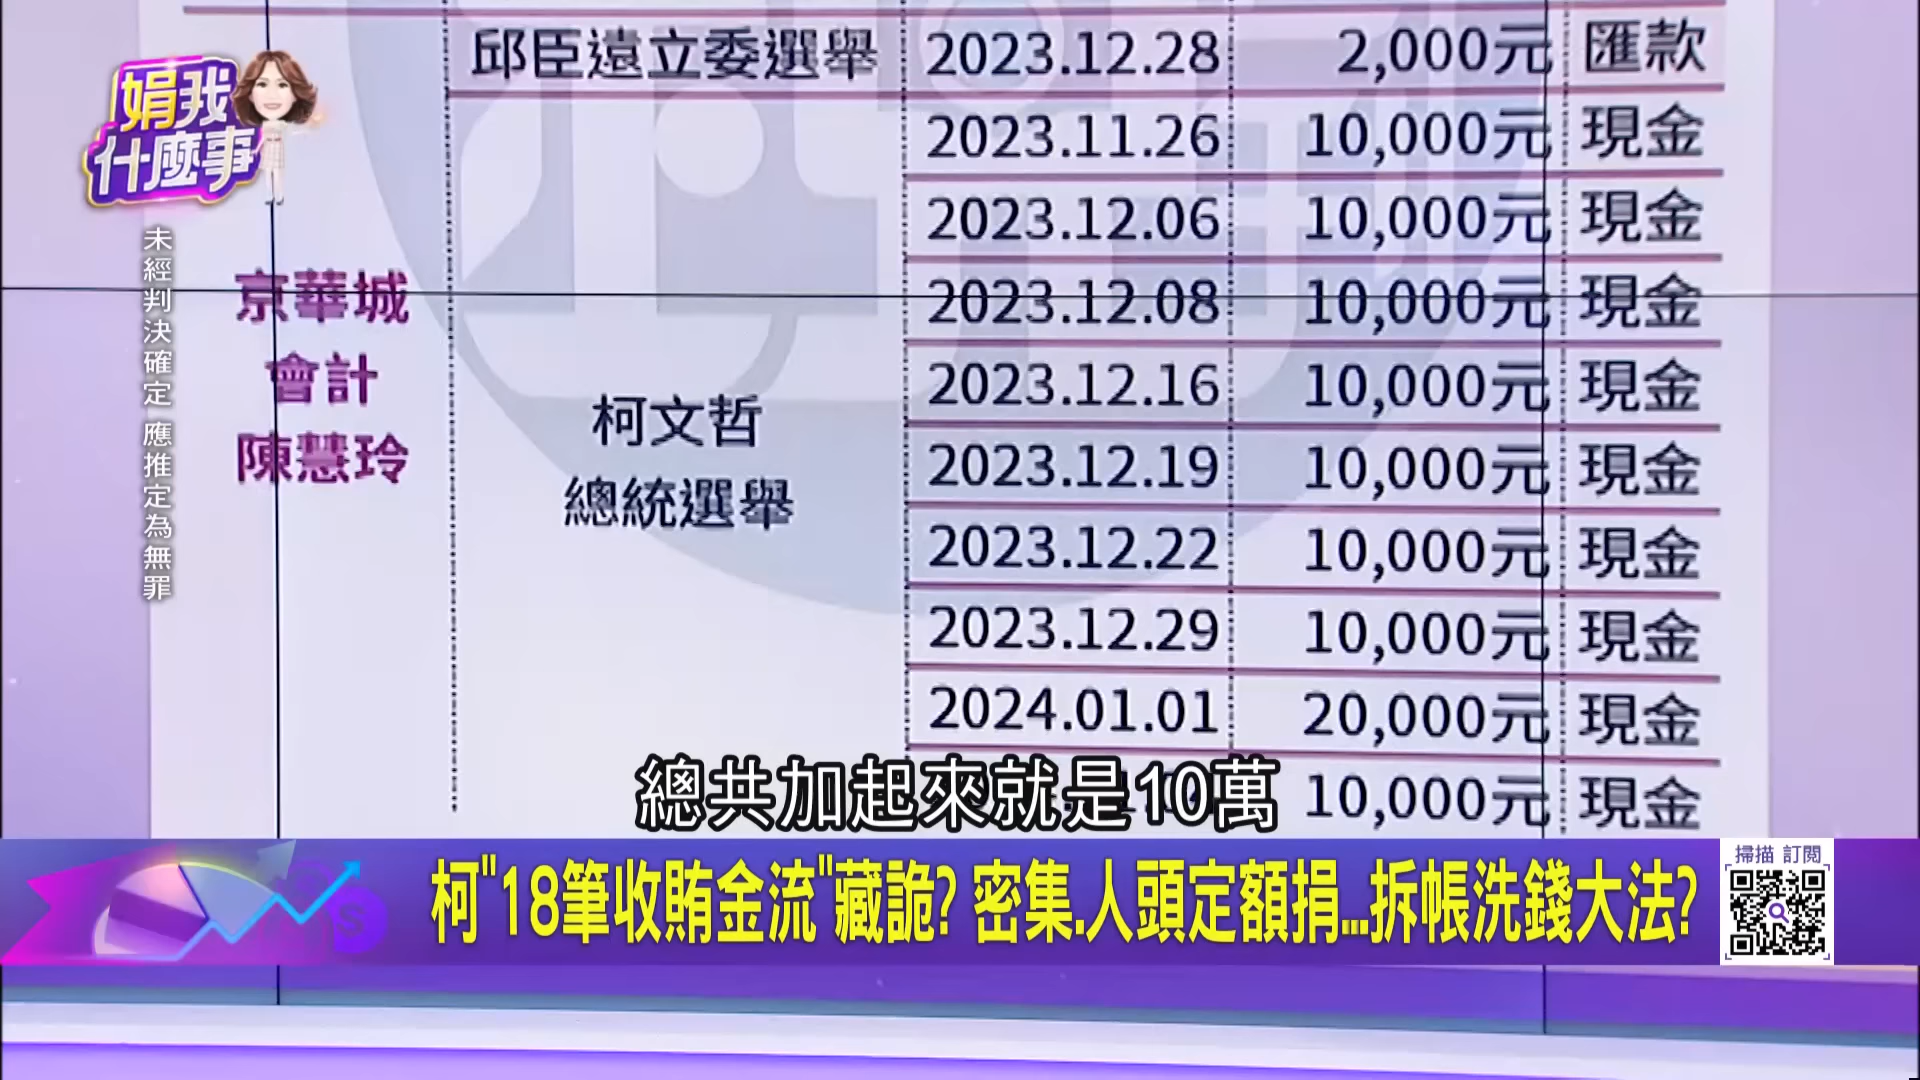 娟我
什麼事
未經判決確定 應推定為無罪
邱臣遠立委選舉 2023.12.28 2,000元 匯款
2023.11.26 10,000元 現金
2023.12.06 10,000元 現金
2023.12.08 10,000元 現金
2023.12.16 10,000元 現金
2023.12.19 10,000元 現金
2023.12.22 10,000元 現金
2023.12.29 10,000元 現金
2024.01.01 20,000元 現金
10,000元 現金
京華城
會計
陳慧玲
柯文哲
總統選舉
總共加起來就是10萬
柯"18筆收賄金流"藏詭? 密集.人頭定額捐...拆帳洗錢大法?
掃描 訂閱